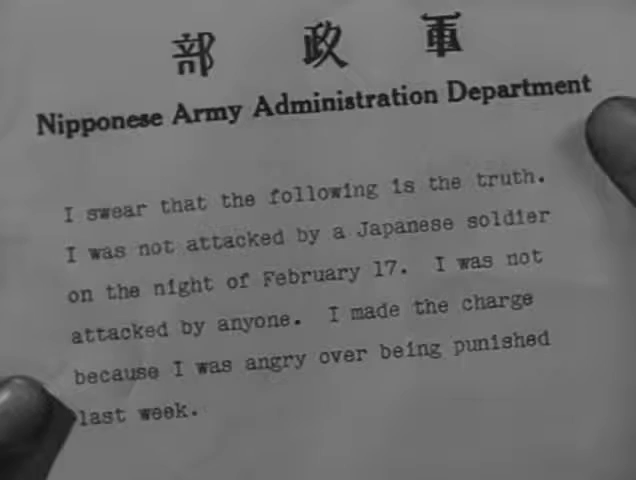 軍政部
Nipponese Army Administration Department
I swear that the following is the truth.
I was not attacked by a Japanese soldier
on the night of February 17. I was not
attacked by anyone. I made the charge
because I was angry over being punished
last week.